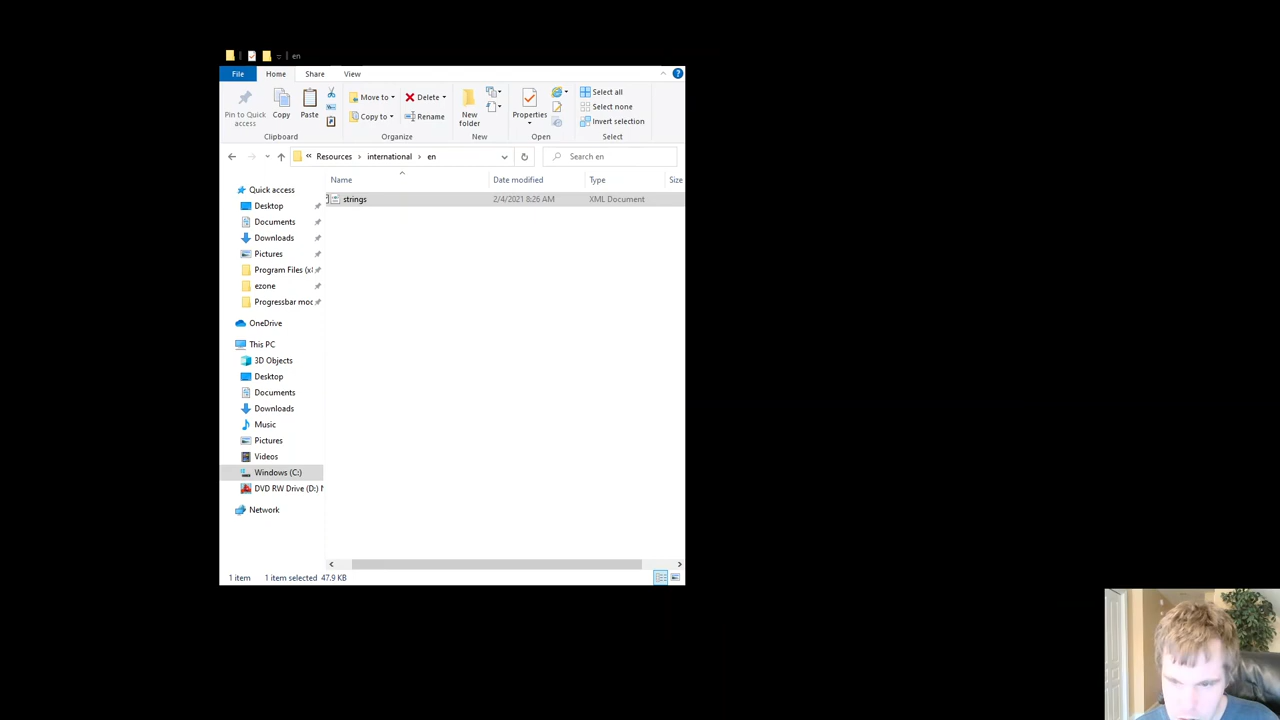 en
File Home Share View
Pin to Quick access
Copy
Paste
Move to
Copy to
Delete
Rename
New folder
Properties
Select all
Select none
Invert selection
Clipboard Organize New Open Select
« Resources › international › en
Search en
Name Date modified Type Size
strings 2/4/2021 8:26 AM XML Document
Quick access
Desktop
Documents
Downloads
Pictures
Program Files (x
ezone
Progressbar mo
OneDrive
This PC
3D Objects
Desktop
Documents
Downloads
Music
Pictures
Videos
Windows (C:)
DVD RW Drive (D:)
Network
1 item 1 item selected 47.9 KB